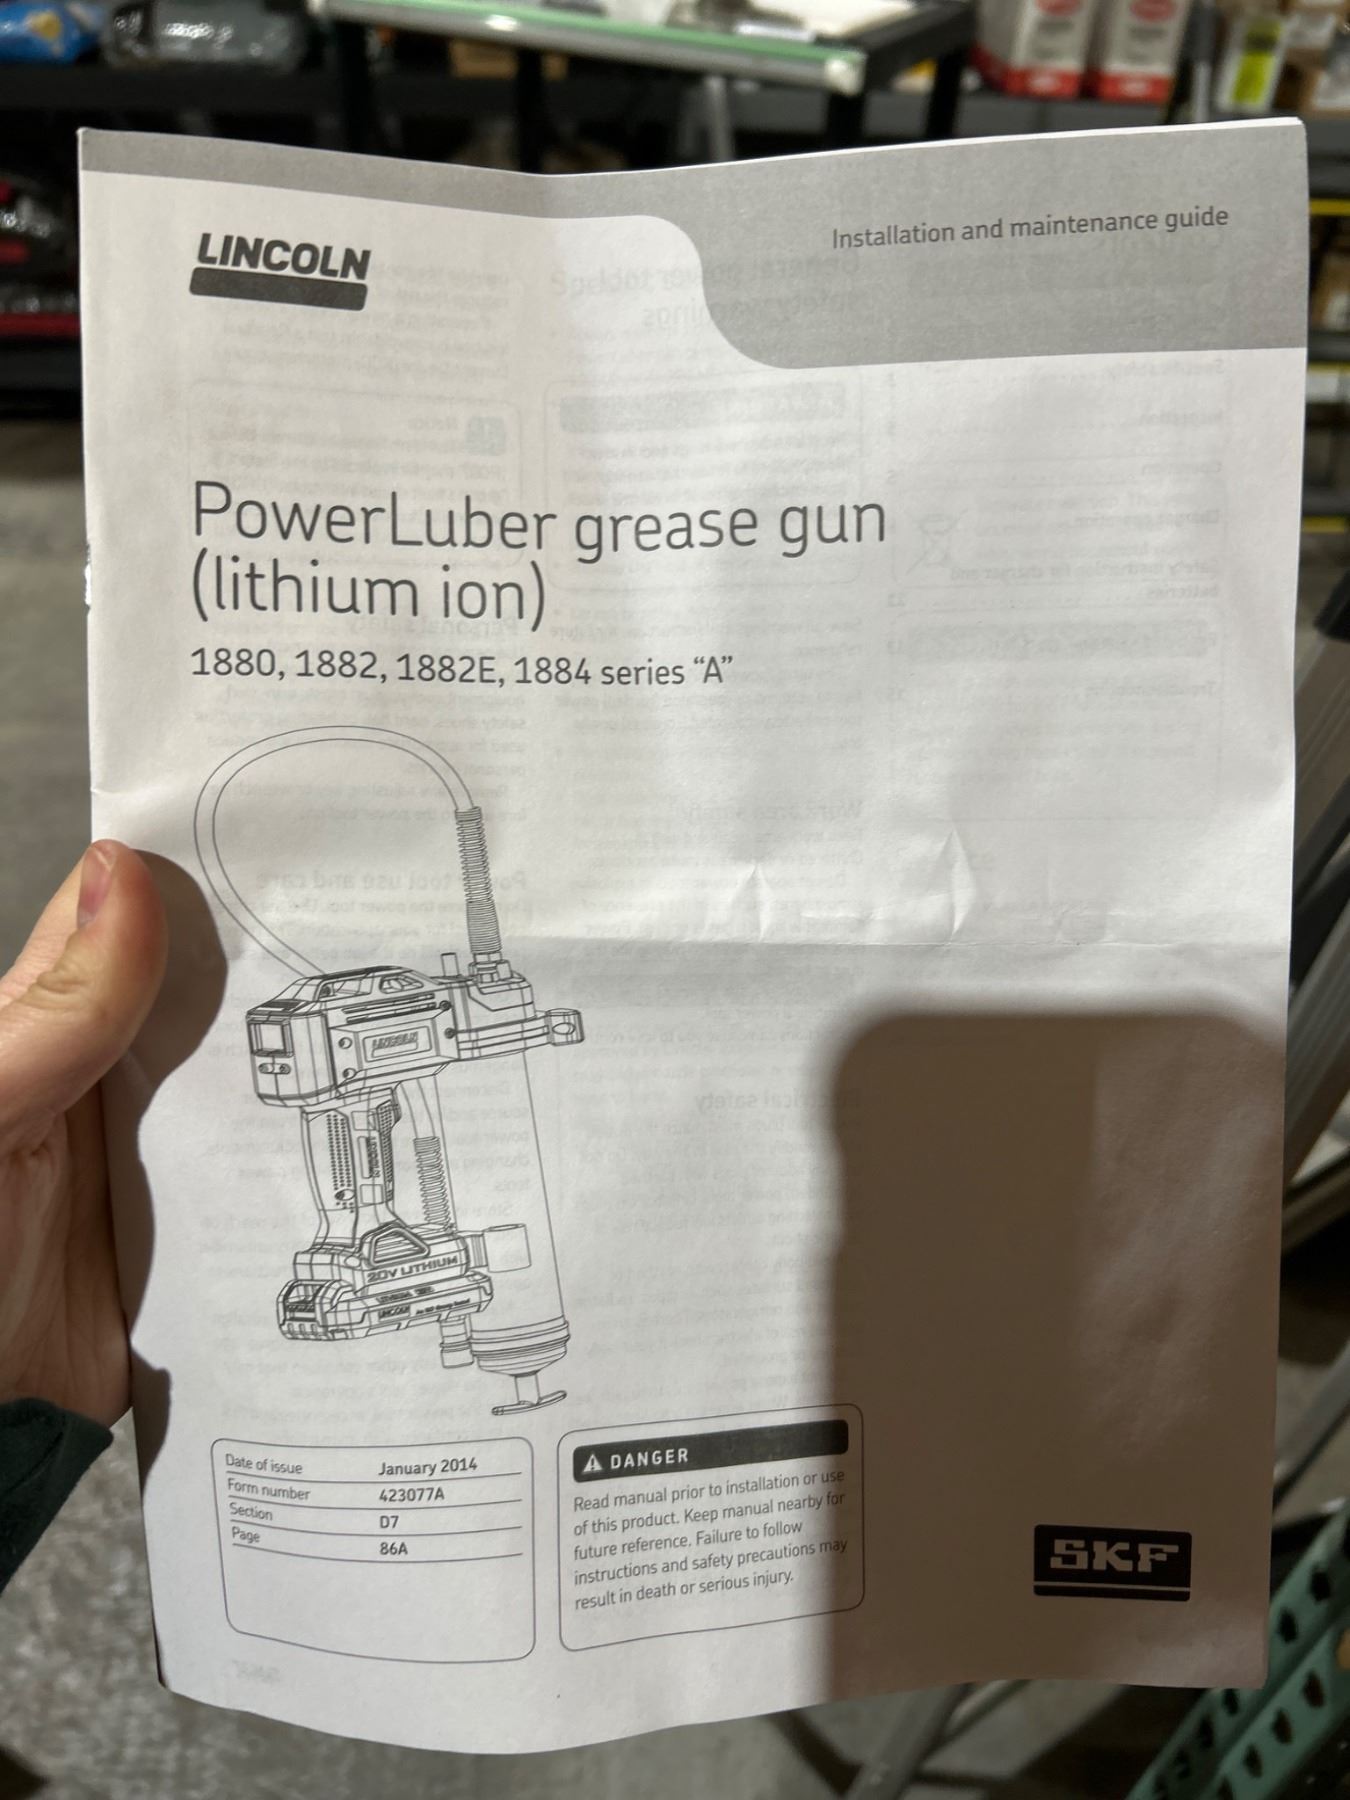 LINCOLN
Installation and maintenance guide
PowerLuber grease gun
(lithium ion)
1880, 1882, 1882E, 1884 series “A”
LINCOLN
LINCOLN
20V LITHIUM
LINCOLN
Date of issue January 2014
Form number 423077A
Section D7
Page 86A
DANGER
Read manual prior to installation or use
of this product. Keep manual nearby for
future reference. Failure to follow
instructions and safety precautions may
result in death or serious injury.
SKF